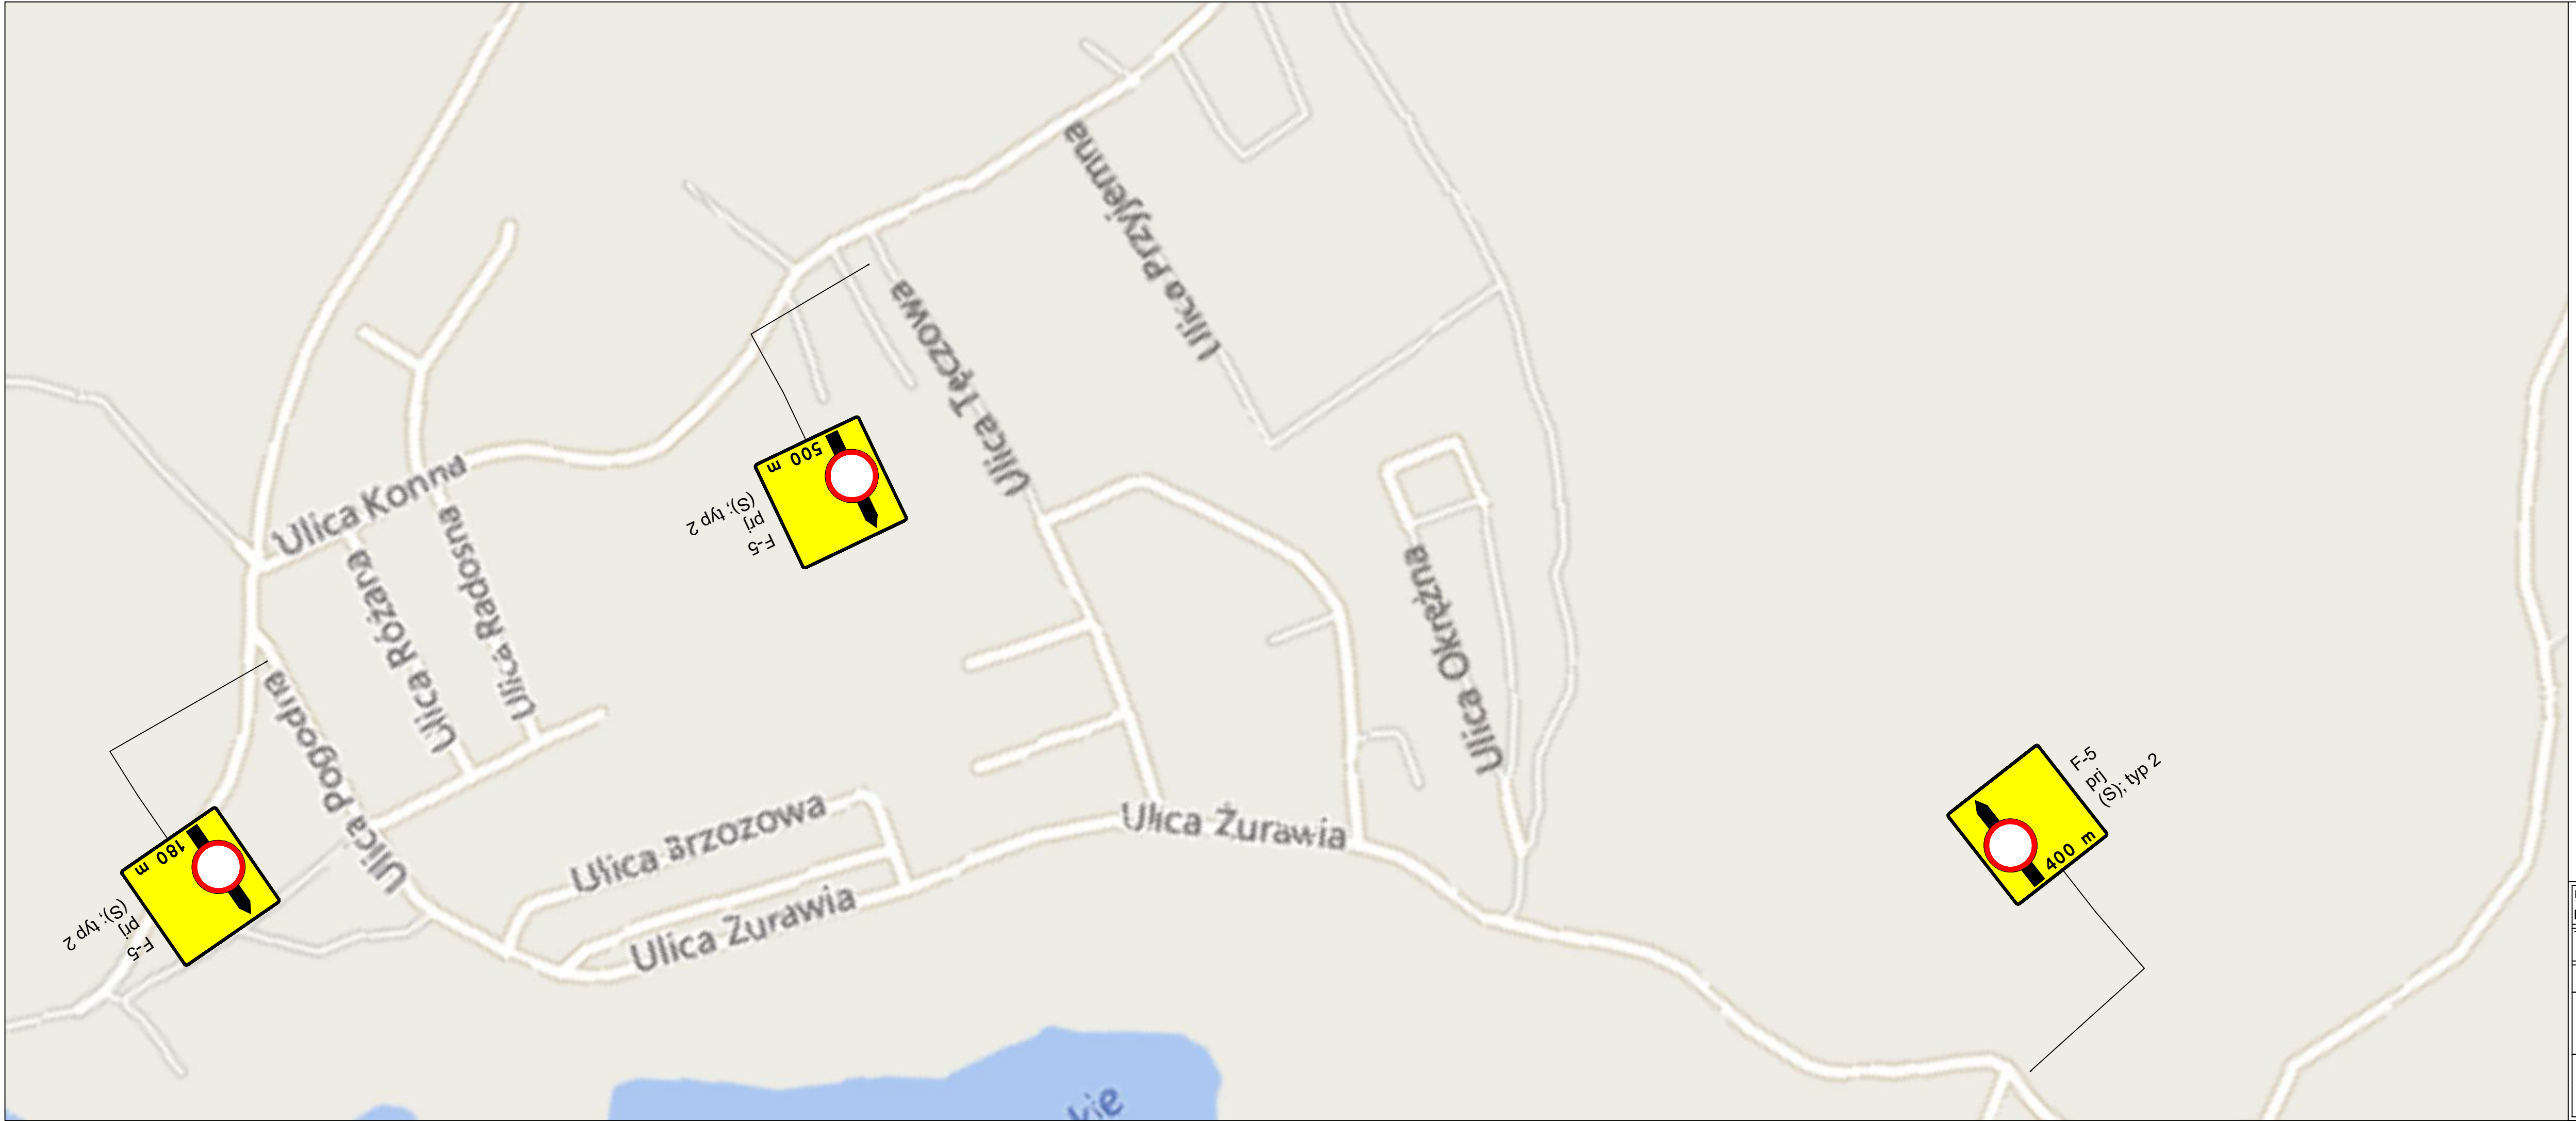 Ulica Przyjemna
Ulica Tęczowa
500 m
F-5
prj
(S); typ 2
Ulica Konna
Ulica Różana
Ulica Radosna
Ulica Okrężna
Ulica Pogodna
180 m
F-5
prj
(S); typ 2
Ulica Brzozowa
Ulica Żurawia
Ulica Żurawia
F-5
prj
(S); typ 2
400 m
kie